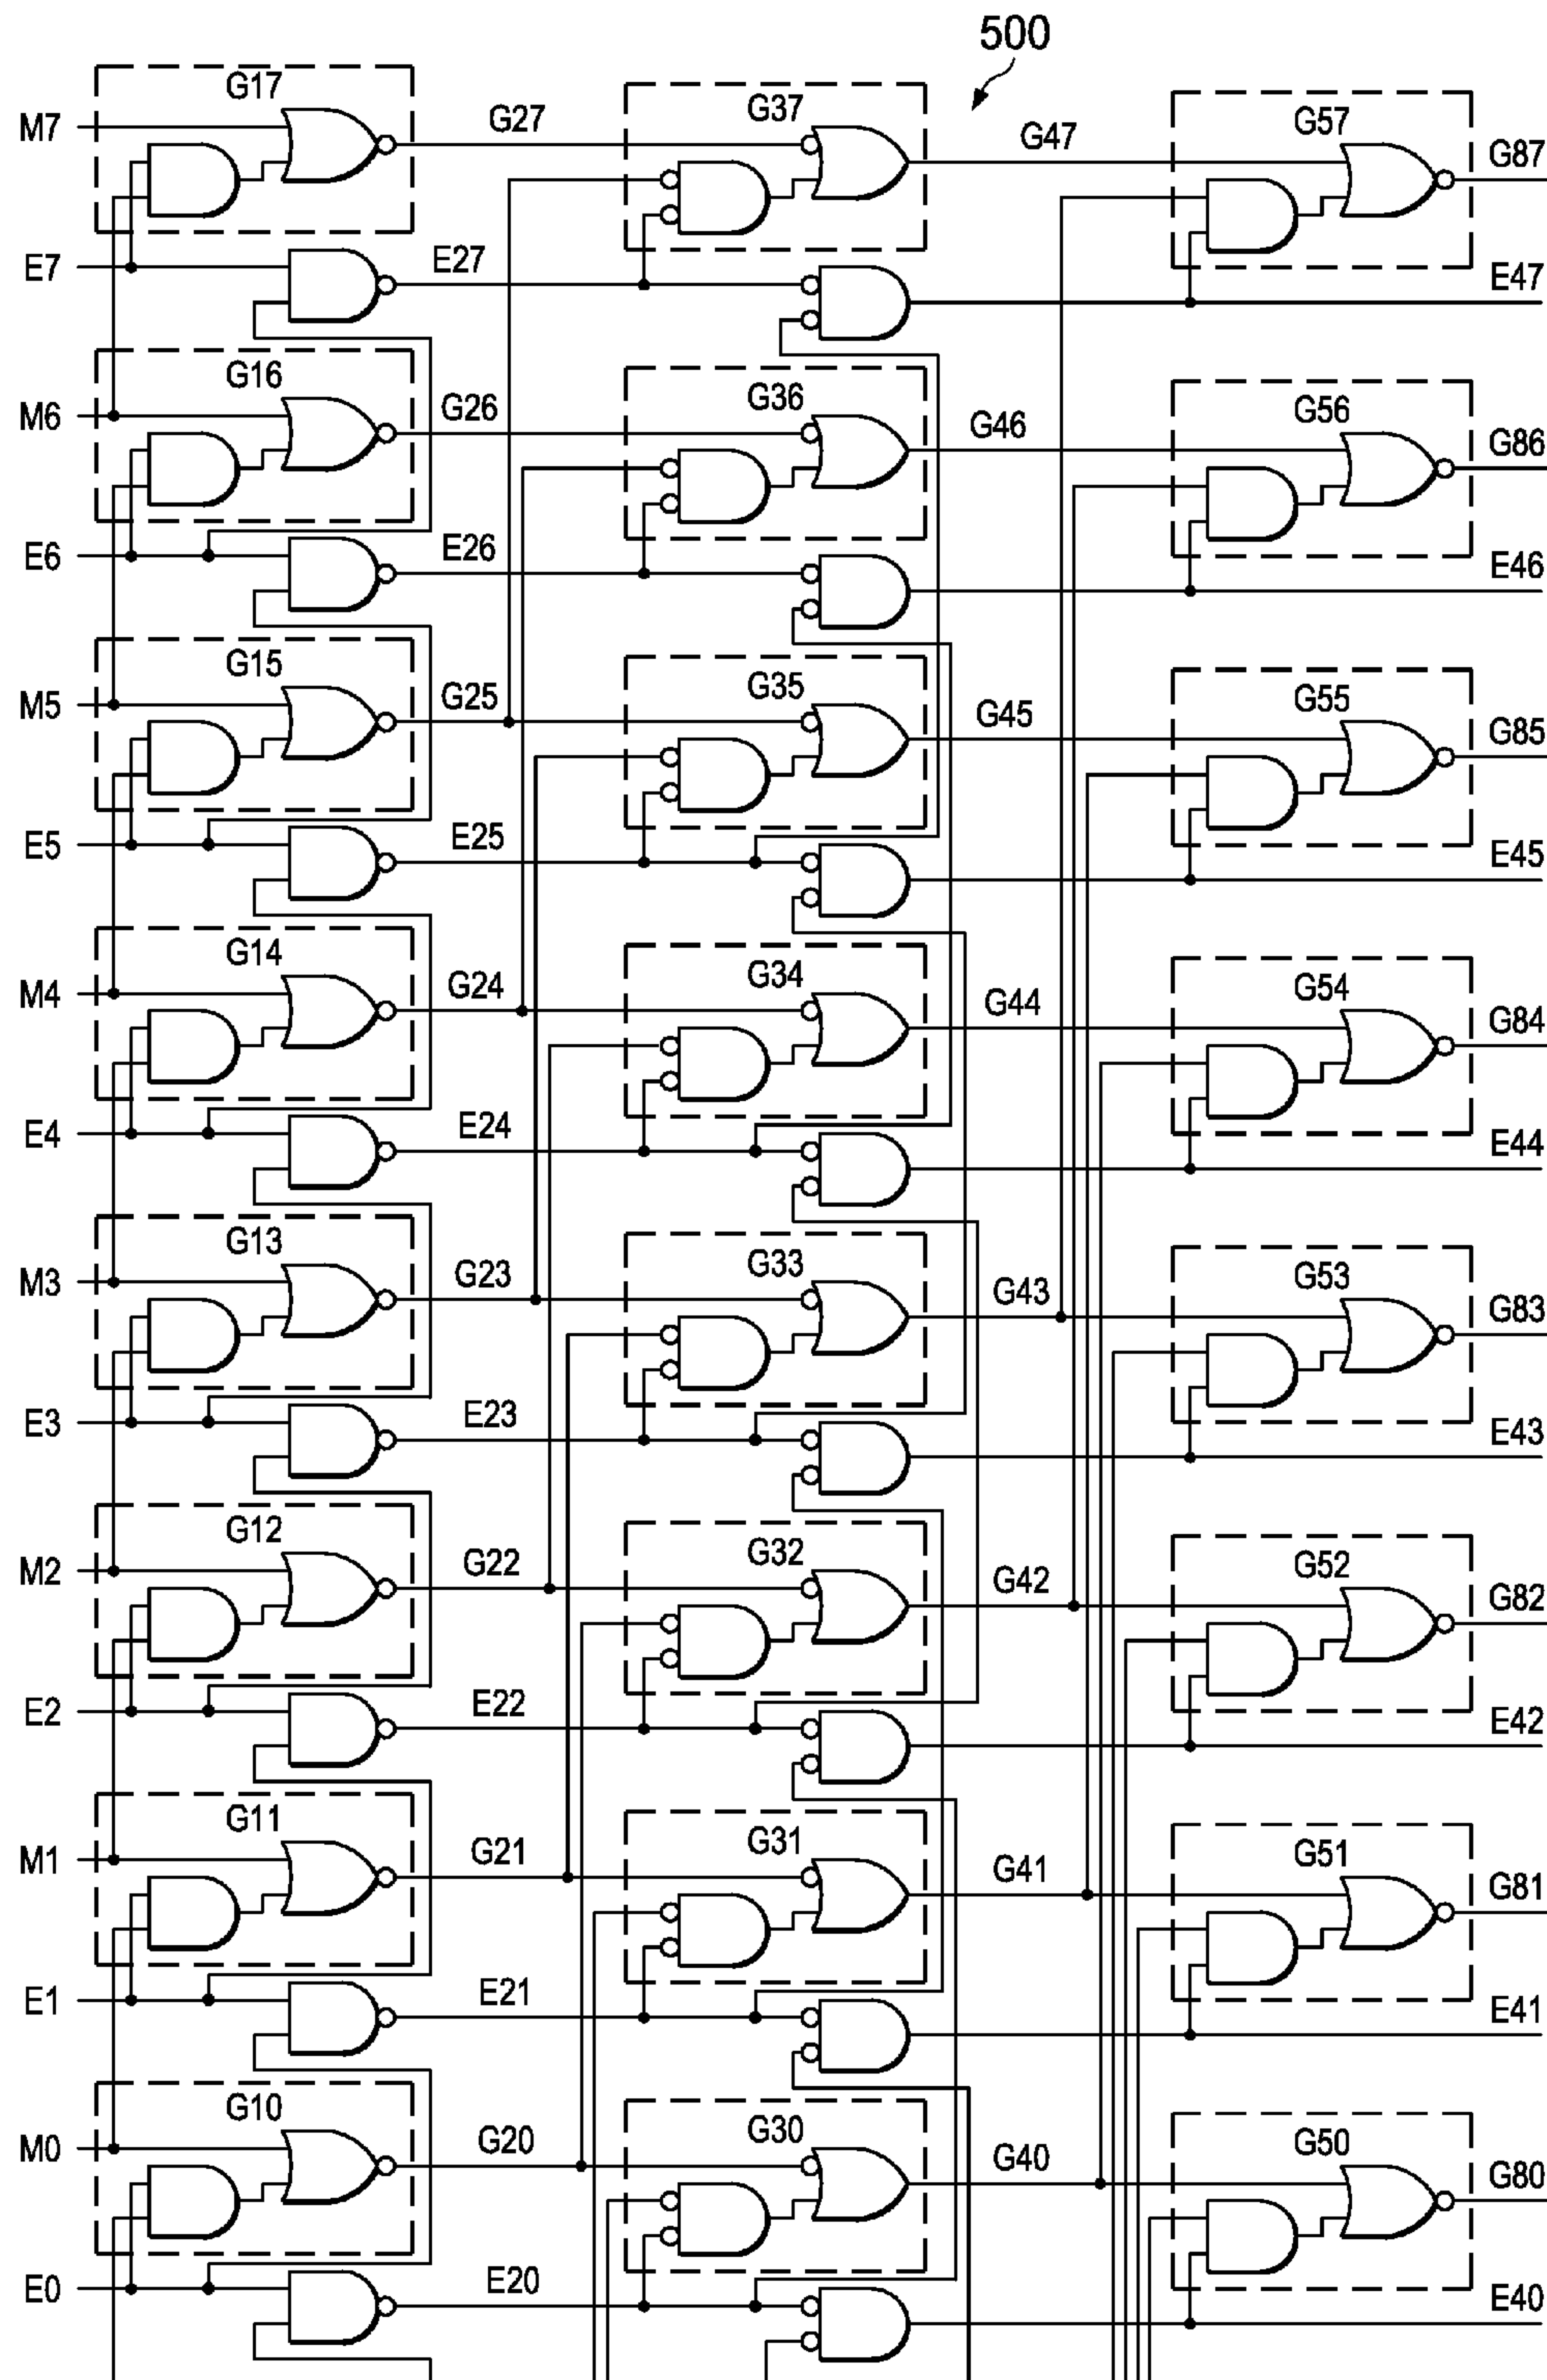 500
G17 G37 G57
M7 G27 G47 G87
E7 E27 E47
G16 G36 G56
M6 G26 G46 G86
E6 E26 E46
G15 G35 G55
M5 G25 G45 G85
E5 E25 E45
G14 G34 G54
M4 G24 G44 G84
E4 E24 E44
G13 G33 G53
M3 G23 G43 G83
E3 E23 E43
G12 G32 G52
M2 G22 G42 G82
E2 E22 E42
G11 G31 G51
M1 G21 G41 G81
E1 E21 E41
G10 G30 G50
M0 G20 G40 G80
E0 E20 E40